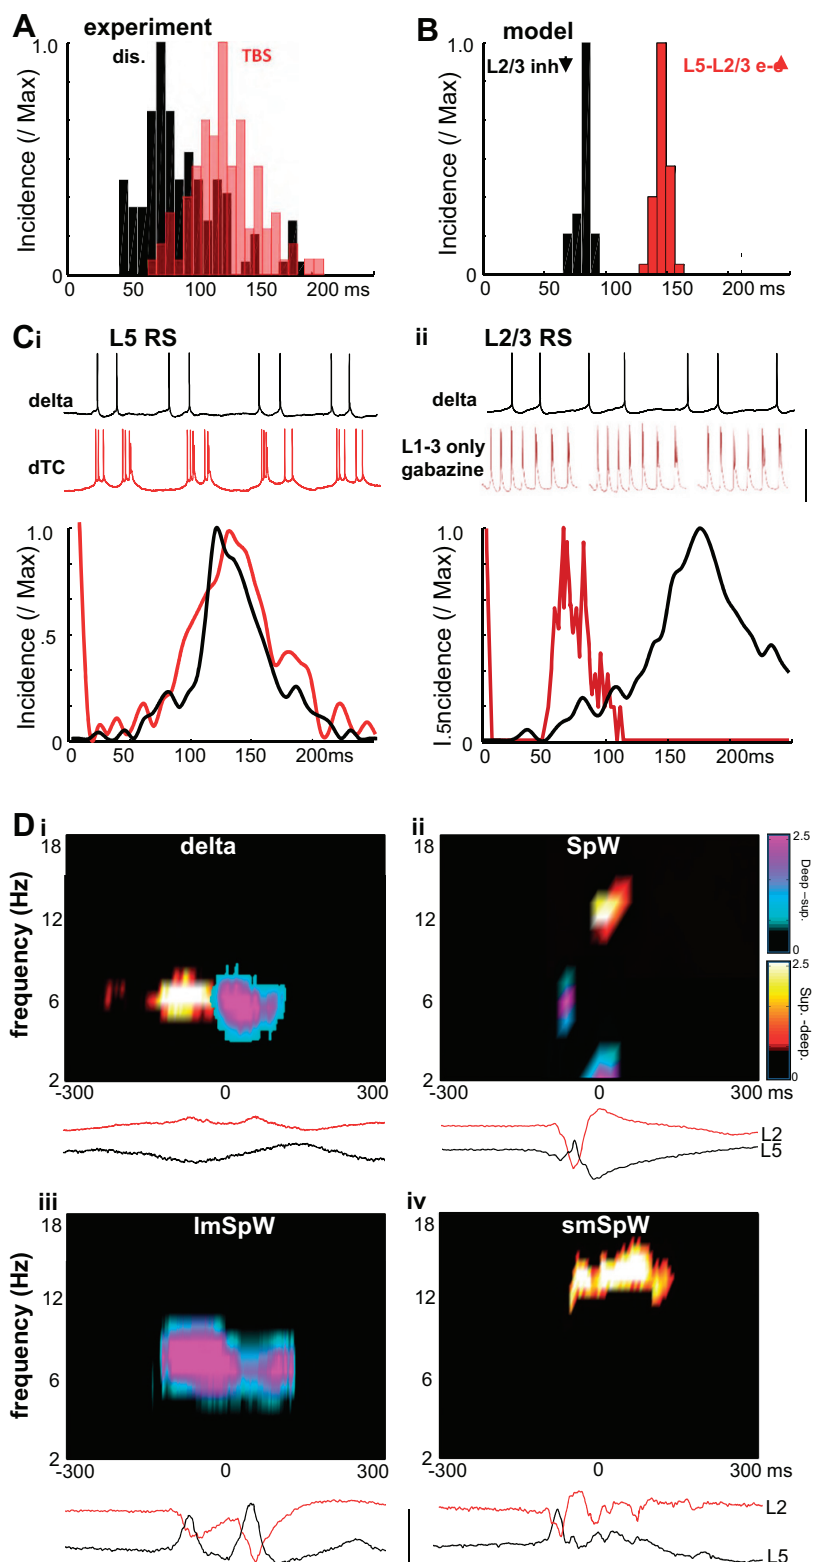 A experiment
B model
1.0
dis.
TBS
Incidence (/ Max)
0
0 50 100 150 200 ms
1.0
L2/3 inh
L5-L2/3 e-e
Incidence (/ Max)
0
0 50 100 150 200 ms
Ci L5 RS
delta
dTC
ii L2/3 RS
delta
L1-3 only
gabazine
1.0
.5
0
Incidence (/ Max)
0 50 100 150 200ms
1.0
I.5ncidence (/ Max)
0
0 50 100 150 200ms
D i
delta
18
12
6
2
frequency (Hz)
-300 0 300
ii
SpW
18
12
6
2
-300 0 300 ms
2.5
Deep -sup.
0
2.5
Sup. -deep.
0
L2
L5
iii
lmSpW
18
12
6
2
frequency (Hz)
-300 0 300
iv
smSpW
18
12
6
2
-300 0 300 ms
L2
L5